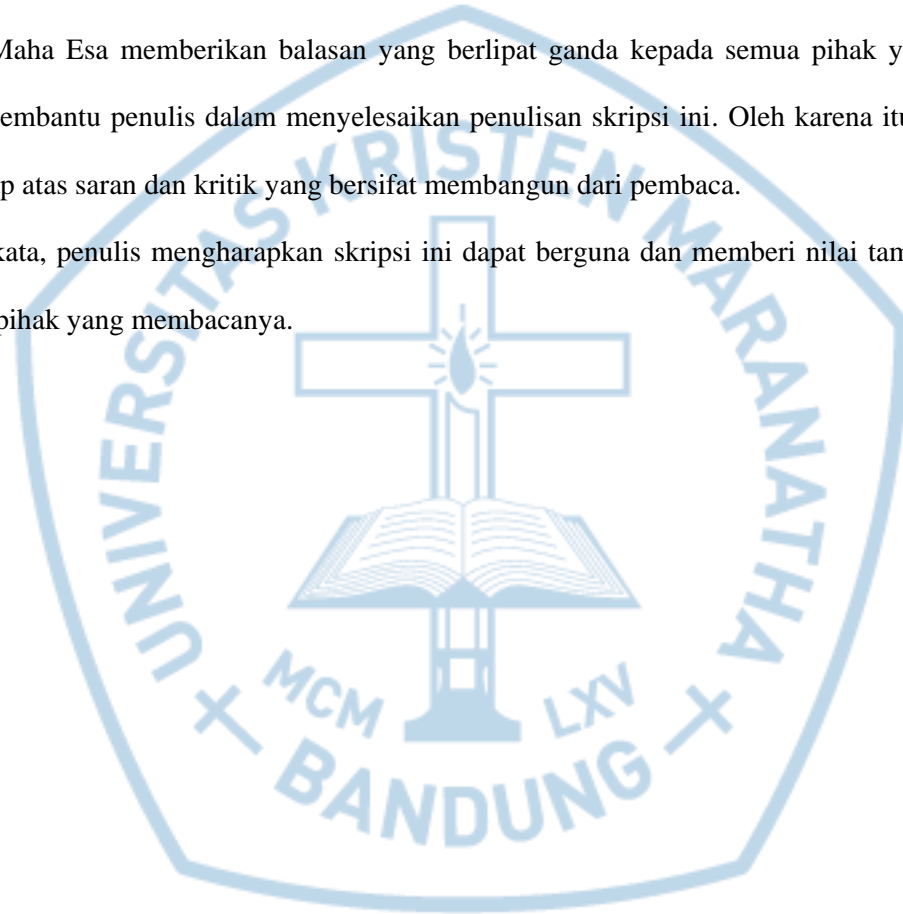 Maha Esa memberikan balasan yang berlipat ganda kepada semua pihak y
embantu penulis dalam menyelesaikan penulisan skripsi ini. Oleh karena itu
p atas saran dan kritik yang bersifat membangun dari pembaca.
kata, penulis mengharapkan skripsi ini dapat berguna dan memberi nilai tam
pihak yang membacanya.
UNIVERSITAS KRISTEN MARANATHA
MCM LXV
BANDUNG